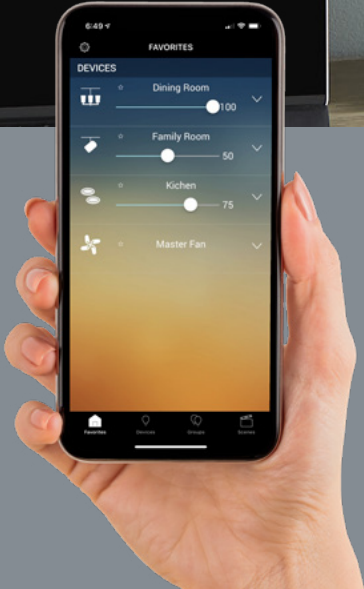 6:49
FAVORITES
DEVICES
Dining Room
100
Family Room
50
Kichen
75
Master Fan
Favorites Devices Groups Scenes